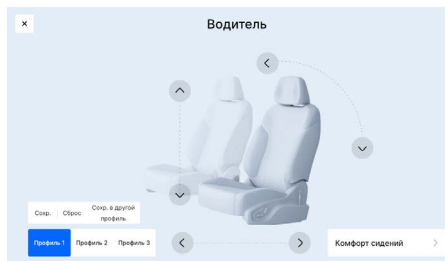 Водитель
Сохр. Сброс Сохр. в другой
профиль
Профиль 1 Профиль 2 Профиль 3
Комфорт сидений